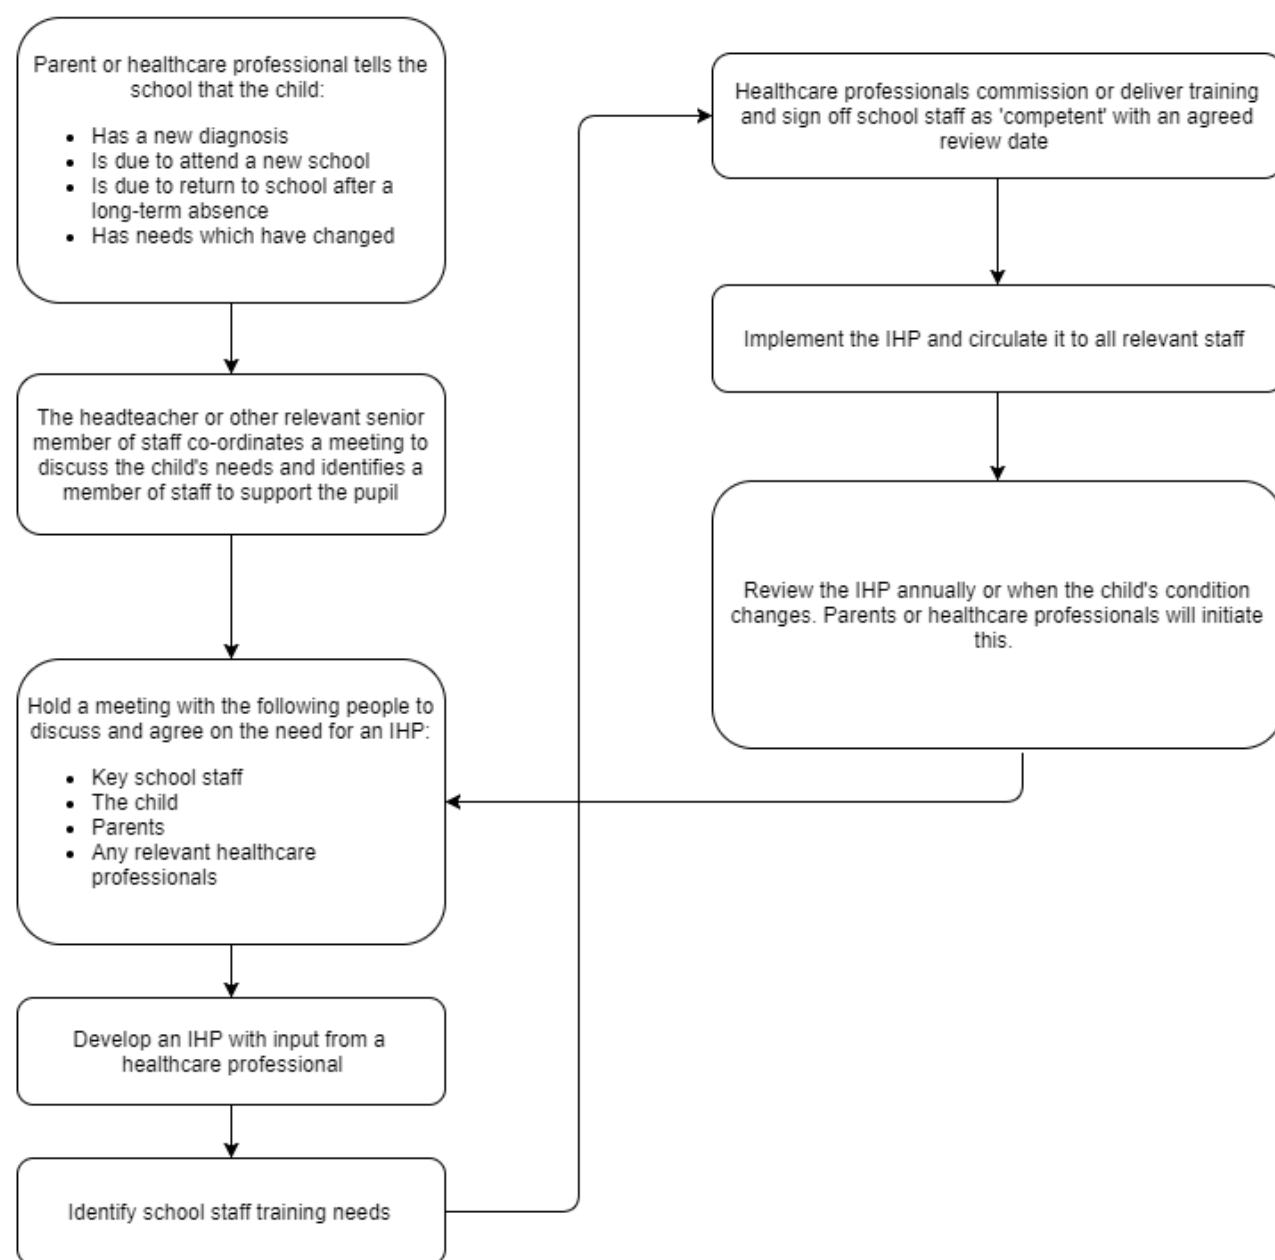 Parent or healthcare professional tells the
school that the child:
• Has a new diagnosis
• Is due to attend a new school
• Is due to return to school after a
long-term absence
• Has needs which have changed
The headteacher or other relevant senior
member of staff co-ordinates a meeting to
discuss the child's needs and identifies a
member of staff to support the pupil
Hold a meeting with the following people to
discuss and agree on the need for an IHP:
• Key school staff
• The child
• Parents
• Any relevant healthcare
professionals
Develop an IHP with input from a
healthcare professional
Identify school staff training needs
Healthcare professionals commission or deliver training
and sign off school staff as 'competent' with an agreed
review date
Implement the IHP and circulate it to all relevant staff
Review the IHP annually or when the child's condition
changes. Parents or healthcare professionals will initiate
this.